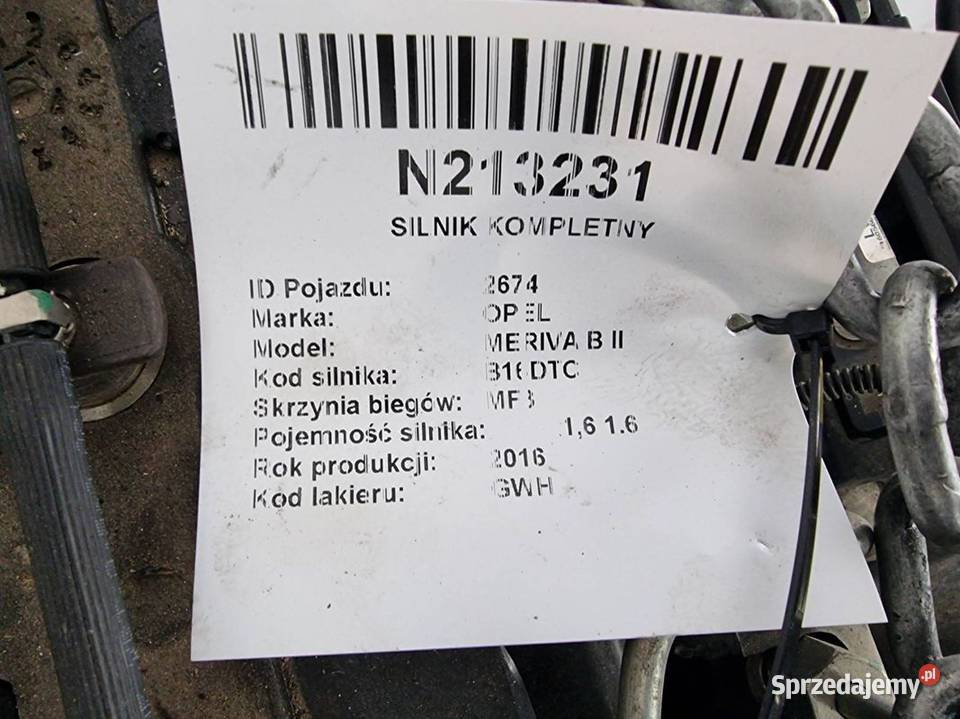 N213231
SILNIK KOMPLETNY
ID Pojazdu: 2674
Marka: OPEL
Model: MERIVA B II
Kod silnika: B16DTC
Skrzynia biegów:
Pojemność silnika: 1,6 1.6
Rok produkcji: 2016
Kod lakieru: GWH
L
Sprzedajemy.pl